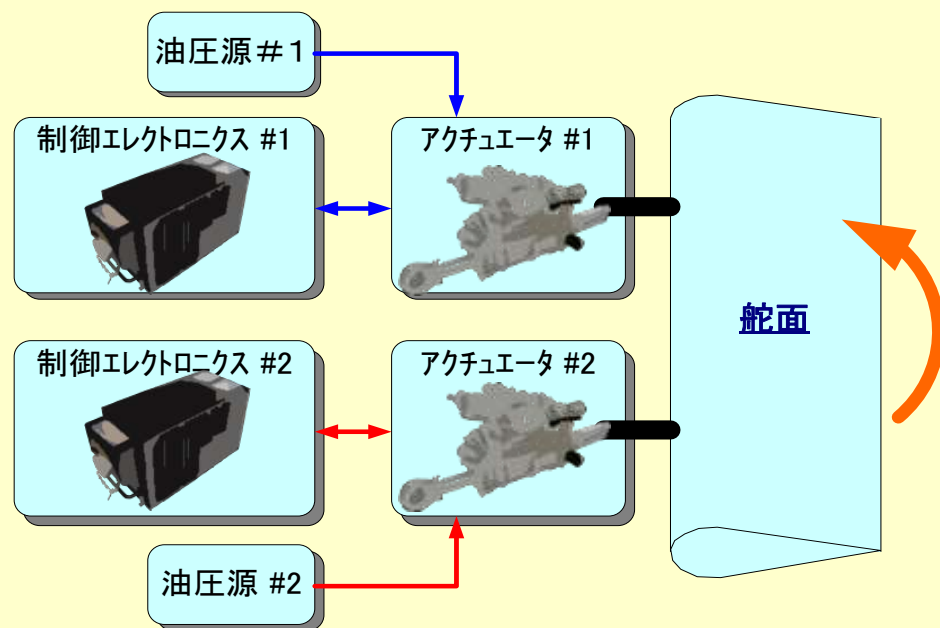 油圧源＃１
制御エレクトロニクス #1
アクチュエータ #1
舵面
制御エレクトロニクス #2
アクチュエータ #2
油圧源 #2